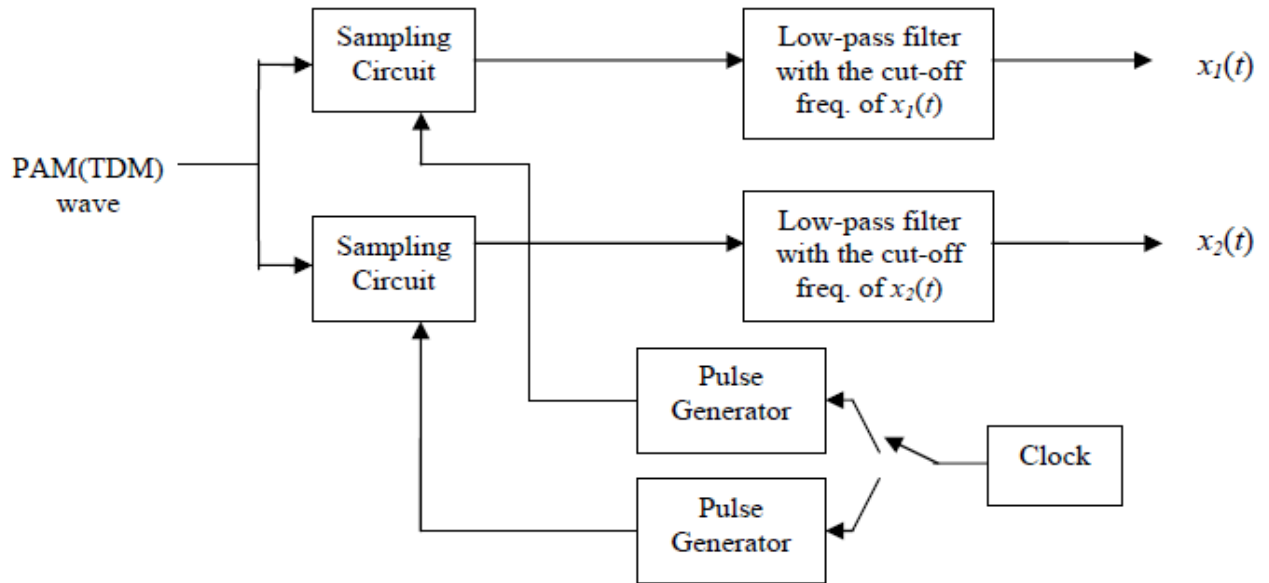 Sampling
Circuit
Low-pass filter
with the cut-off
freq. of x1(t)
x1(t)
PAM(TDM)
wave
Sampling
Circuit
Low-pass filter
with the cut-off
freq. of x2(t)
x2(t)
Pulse
Generator
Clock
Pulse
Generator